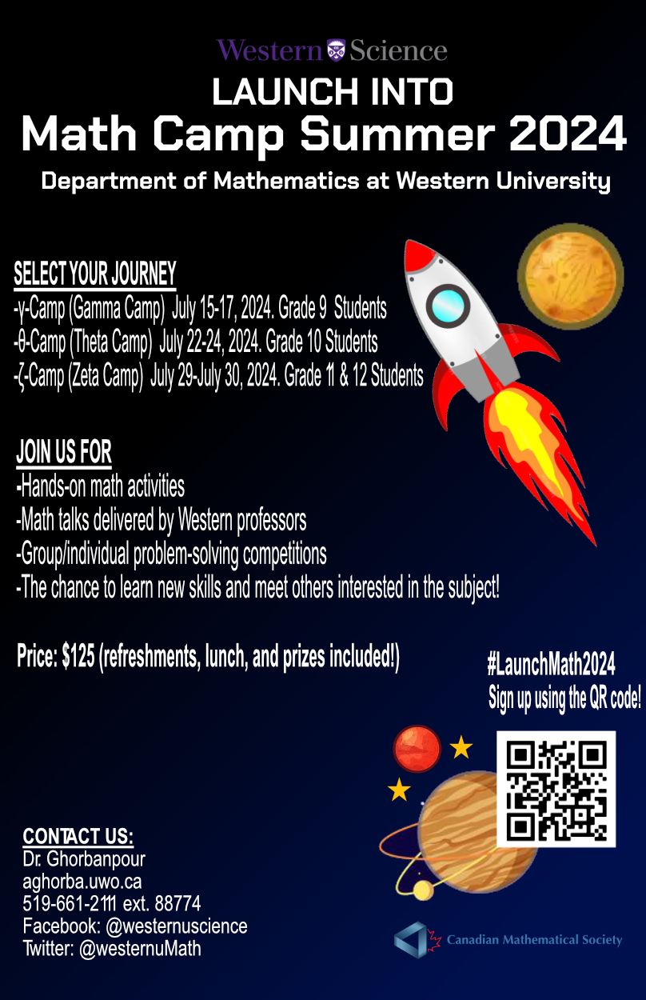 Western Science
LAUNCH INTO
Math Camp Summer 2024
Department of Mathematics at Western University
SELECT YOUR JOURNEY
-γ-Camp (Gamma Camp) July 15-17, 2024. Grade 9 Students
-θ-Camp (Theta Camp) July 22-24, 2024. Grade 10 Students
-ζ-Camp (Zeta Camp) July 29-July 30, 2024. Grade 11 & 12 Students
JOIN US FOR
-Hands-on math activities
-Math talks delivered by Western professors
-Group/individual problem-solving competitions
-The chance to learn new skills and meet others interested in the subject!
Price: $125 (refreshments, lunch, and prizes included!)
#LaunchMath2024
Sign up using the QR code!
CONTACT US:
Dr. Ghorbanpour
aghorba.uwo.ca
519-661-2111 ext. 88774
Facebook: @westernuscience
Twitter: @westernuMath
Canadian Mathematical Society